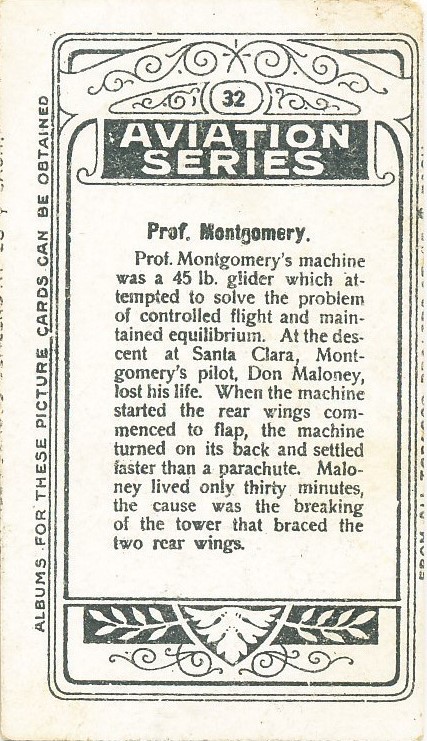 32
AVIATION
SERIES
Prof. Montgomery.
Prof. Montgomery's machine
was a 45 lb. glider which at-
tempted to solve the problem
of controlled flight and main-
tained equilibrium. At the des-
cent at Santa Clara, Mont-
gomery's pilot, Don Maloney,
lost his life. When the machine
started the rear wings com-
menced to flap, the machine
turned on its back and settled
faster than a parachute. Malo-
ney lived only thirty minutes,
the cause was the breaking
of the tower that braced the
two rear wings.
ALBUMS FOR THESE PICTURE CARDS CAN BE OBTAINED